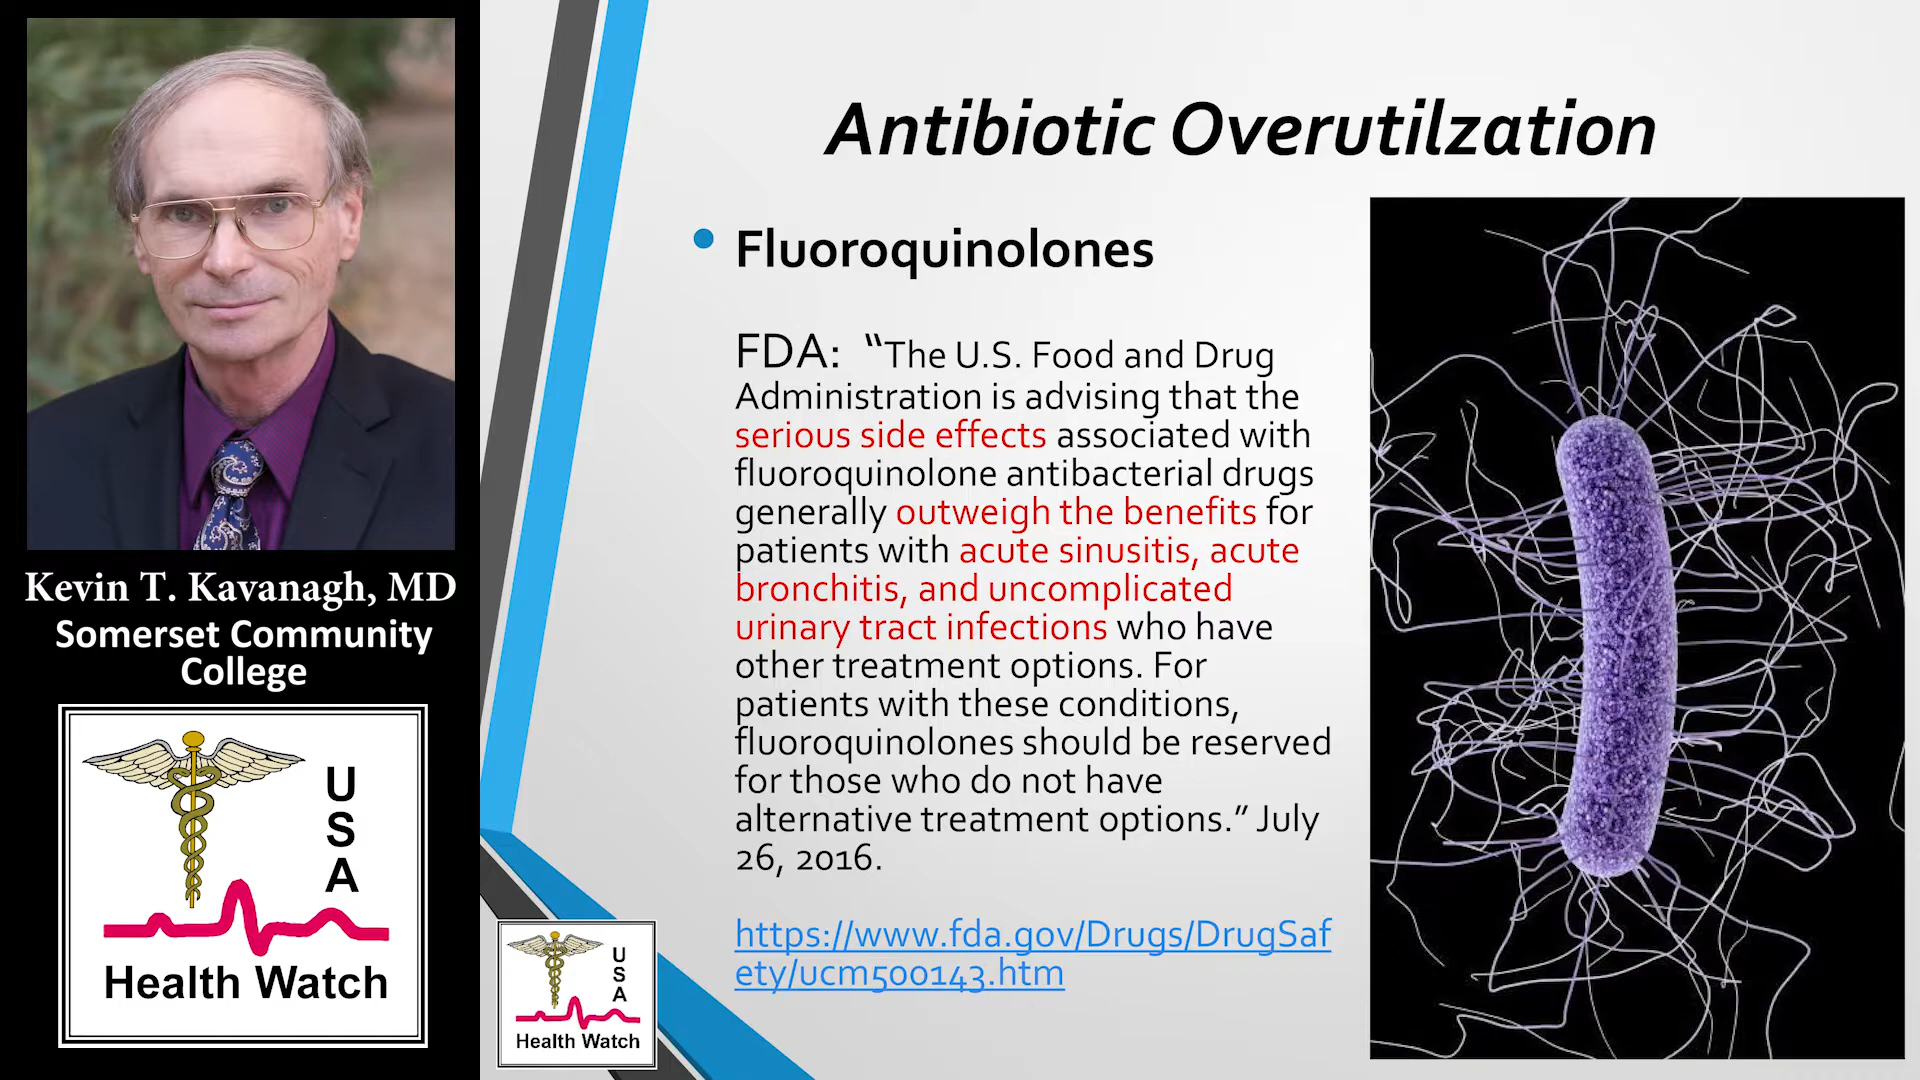 Kevin T. Kavanagh, MD
Somerset Community
College
U
S
A
Health Watch
Antibiotic Overutilzation
• Fluoroquinolones
FDA: “The U.S. Food and Drug
Administration is advising that the
serious side effects associated with
fluoroquinolone antibacterial drugs
generally outweigh the benefits for
patients with acute sinusitis, acute
bronchitis, and uncomplicated
urinary tract infections who have
other treatment options. For
patients with these conditions,
fluoroquinolones should be reserved
for those who do not have
alternative treatment options.” July
26, 2016.
https://www.fda.gov/Drugs/DrugSaf
ety/ucm500143.htm
U
S
A
Health Watch